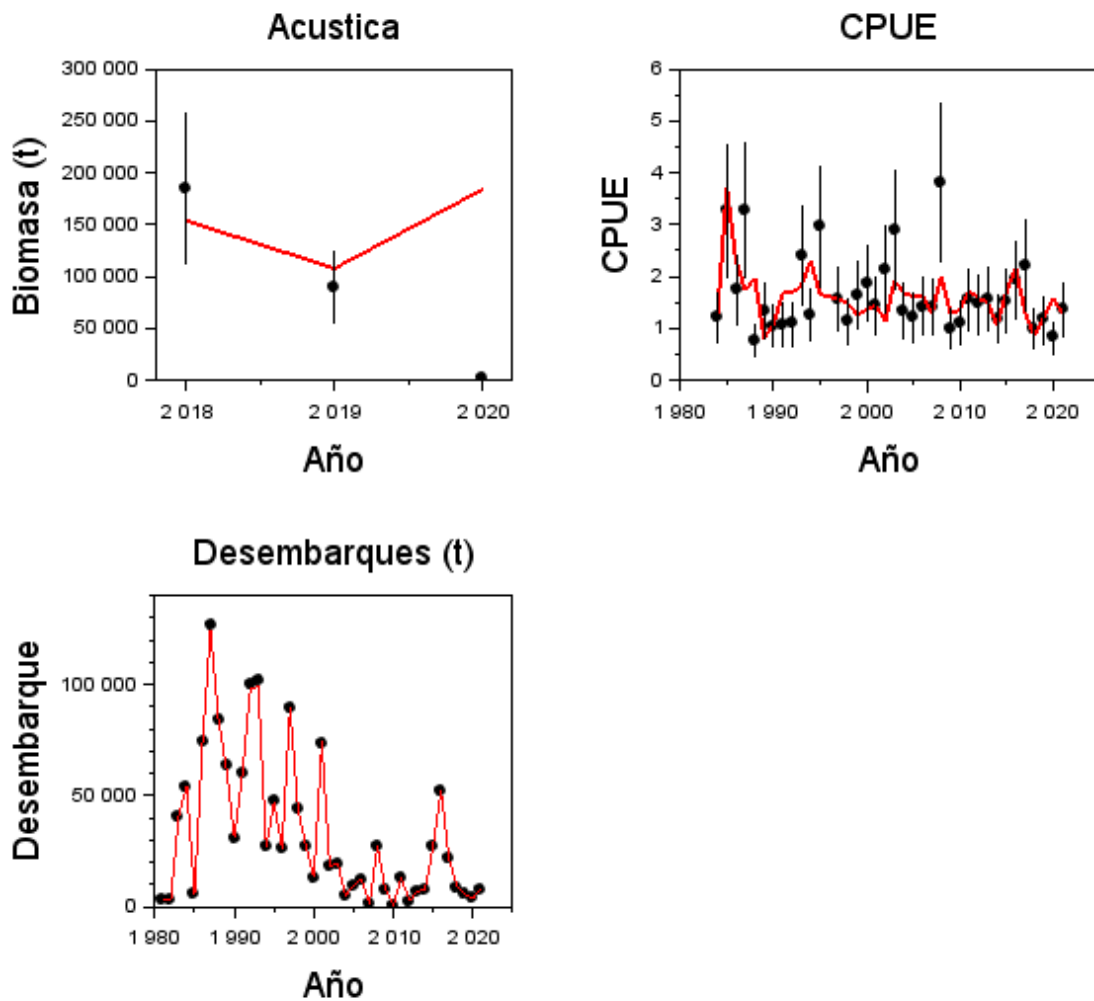 Acustica
300 000
250 000
200 000
150 000
100 000
50 000
0
Biomasa (t)
2 018 2 019 2 020
Año
CPUE
6
5
4
3
2
1
0
CPUE
1 980 1 990 2 000 2 010 2 020
Año
Desembarques (t)
100 000
50 000
0
Desembarque
1 980 1 990 2 000 2 010 2 020
Año